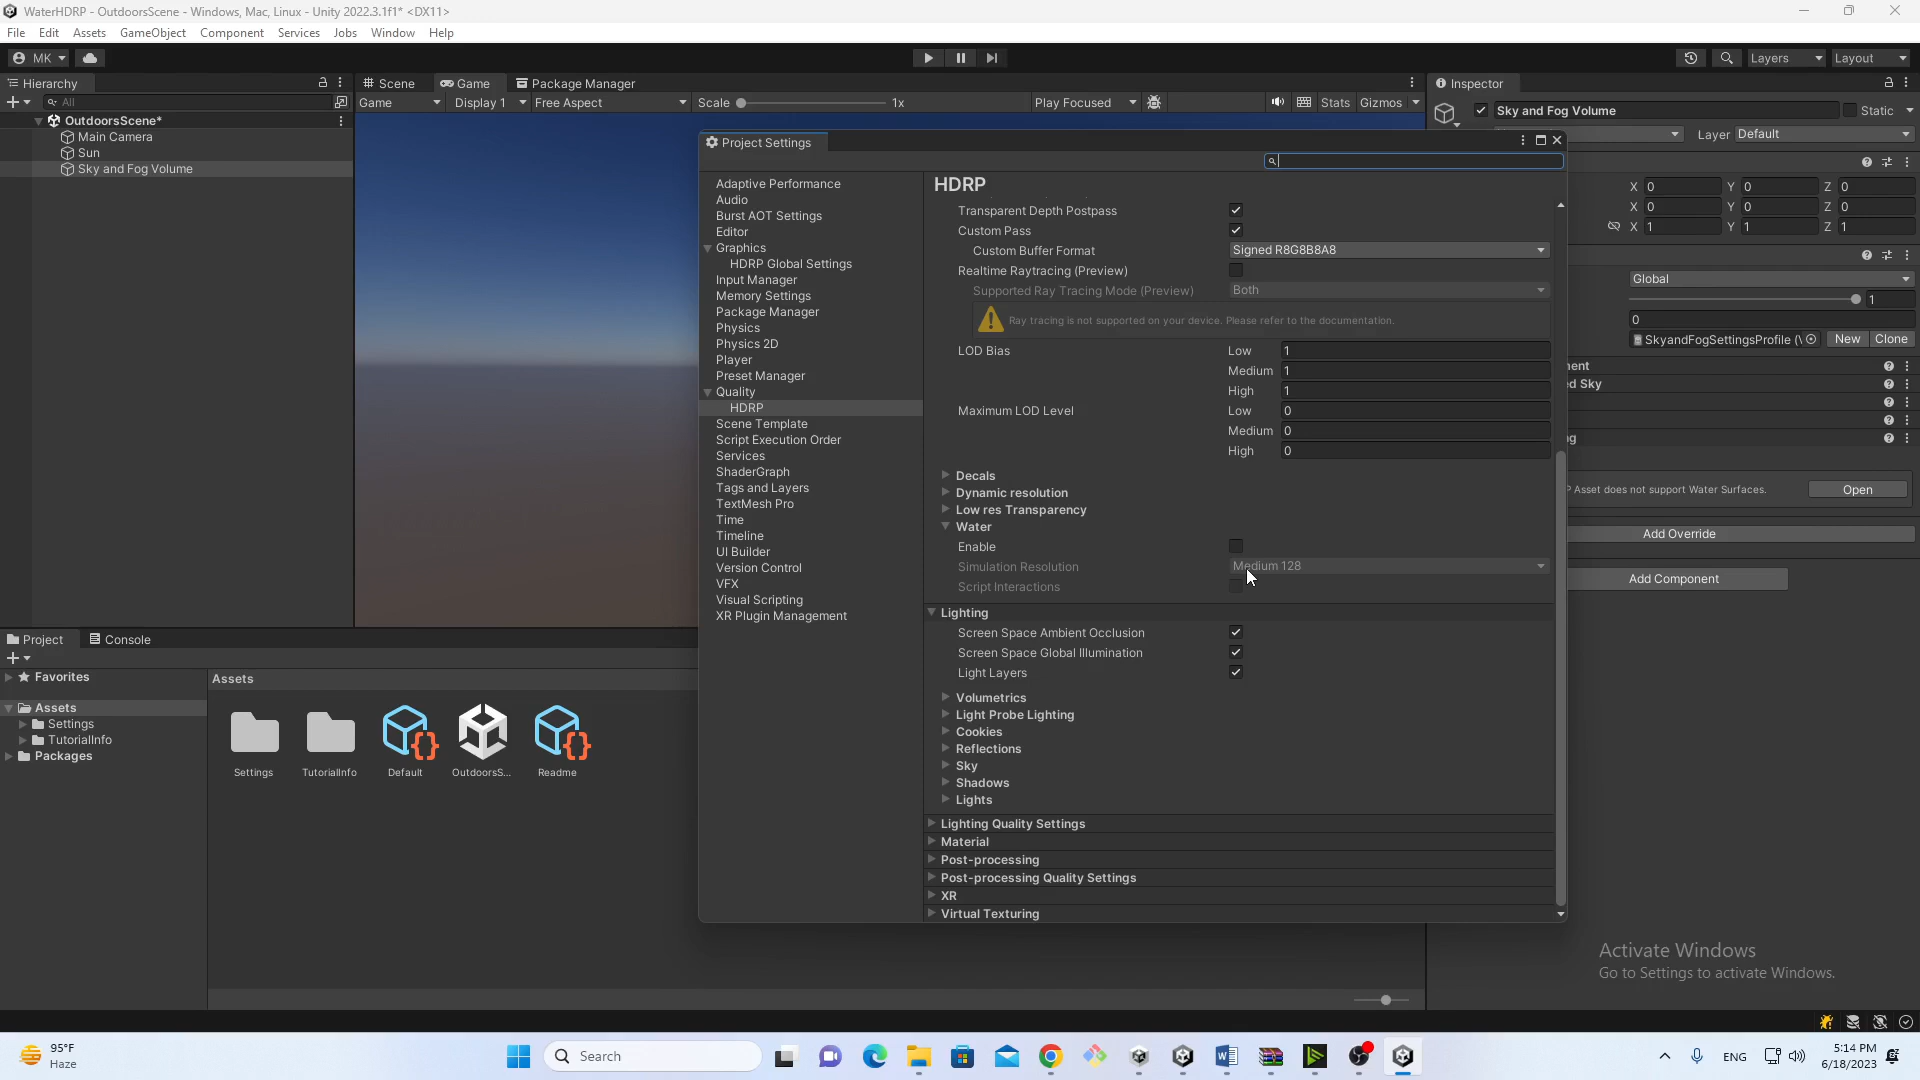 WaterHDRP - OutdoorsScene - Windows, Mac, Linux - Unity 2022.3.1f1* <DX11>
File Edit Assets GameObject Component Services Jobs Window Help
MK Layers Layout
Hierarchy Scene Game Package Manager Inspector
All Game Display 1 Free Aspect Scale 1x Play Focused Stats Gizmos
Sky and Fog Volume Static
OutdoorsScene*
Main Camera
Sun
Sky and Fog Volume
Layer Default
X 0 Y 0 Z 0
X 0 Y 0 Z 0
X 1 Y 1 Z 1
Global
1
0
SkyandFogSettingsProfile (V New Clone
ent
d Sky
g
P Asset does not support Water Surfaces. Open
Add Override
Add Component
Project Settings
Adaptive Performance
Audio
Burst AOT Settings
Editor
Graphics
HDRP Global Settings
Input Manager
Memory Settings
Package Manager
Physics
Physics 2D
Player
Preset Manager
Quality
HDRP
Scene Template
Script Execution Order
Services
ShaderGraph
Tags and Layers
TextMesh Pro
Time
Timeline
UI Builder
Version Control
VFX
Visual Scripting
XR Plugin Management
HDRP
Transparent Depth Postpass
Custom Pass
Custom Buffer Format Signed R8G8B8A8
Realtime Raytracing (Preview)
Supported Ray Tracing Mode (Preview) Both
Ray tracing is not supported on your device. Please refer to the documentation.
LOD Bias Low 1
Medium 1
High 1
Maximum LOD Level Low 0
Medium 0
High 0
Decals
Dynamic resolution
Low res Transparency
Water
Enable
Simulation Resolution Medium 128
Script Interactions
Lighting
Screen Space Ambient Occlusion
Screen Space Global Illumination
Light Layers
Volumetrics
Light Probe Lighting
Cookies
Reflections
Sky
Shadows
Lights
Lighting Quality Settings
Material
Post-processing
Post-processing Quality Settings
XR
Virtual Texturing
Project Console
Favorites
Assets
Settings
TutorialInfo
Packages
Assets
Settings TutorialInfo Default OutdoorsS... Readme
Activate Windows
Go to Settings to activate Windows.
95°F
Haze
Search
ENG
5:14 PM
6/18/2023